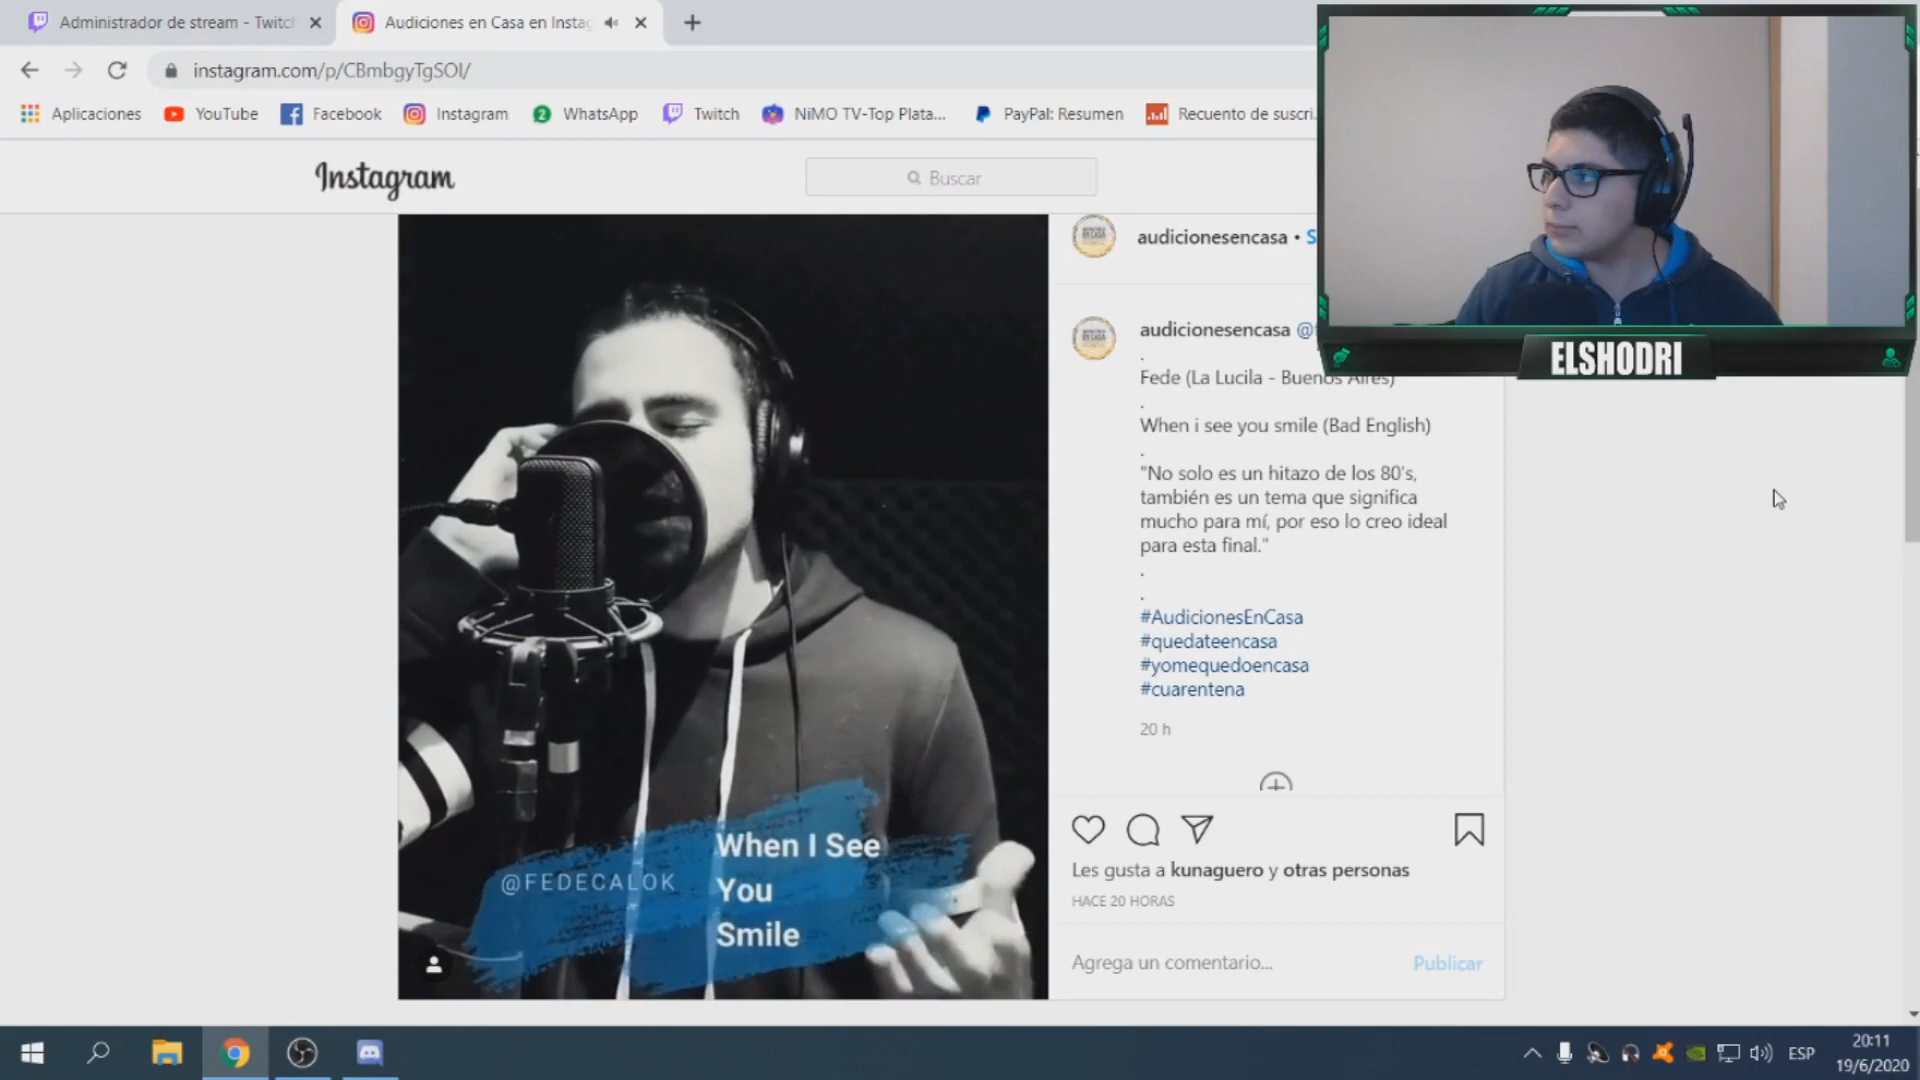 Administrador de stream - Twitch
Audiciones en Casa en Insta
instagram.com/p/CBmbgyTgSOI/
Aplicaciones
YouTube
Facebook
Instagram
2
WhatsApp
Twitch
NiMO TV-Top Plata...
PayPal: Resumen
Recuento de suscri
Instagram
Buscar
audicionesencasa •
audicionesencasa @
.
Fede (La Lucila - Buenos Aires)
.
When i see you smile (Bad English)
.
"No solo es un hitazo de los 80's,
también es un tema que significa
mucho para mí, por eso lo creo ideal
para esta final."
.
.
#AudicionesEnCasa
#quedateencasa
#yomequedoencasa
#cuarentena
20 h
Les gusta a kunaguero y otras personas
HACE 20 HORAS
Agrega un comentario...
Publicar
@FEDECALOK
When I See
You
Smile
ELSHODRI
ESP
20:11
19/6/2020